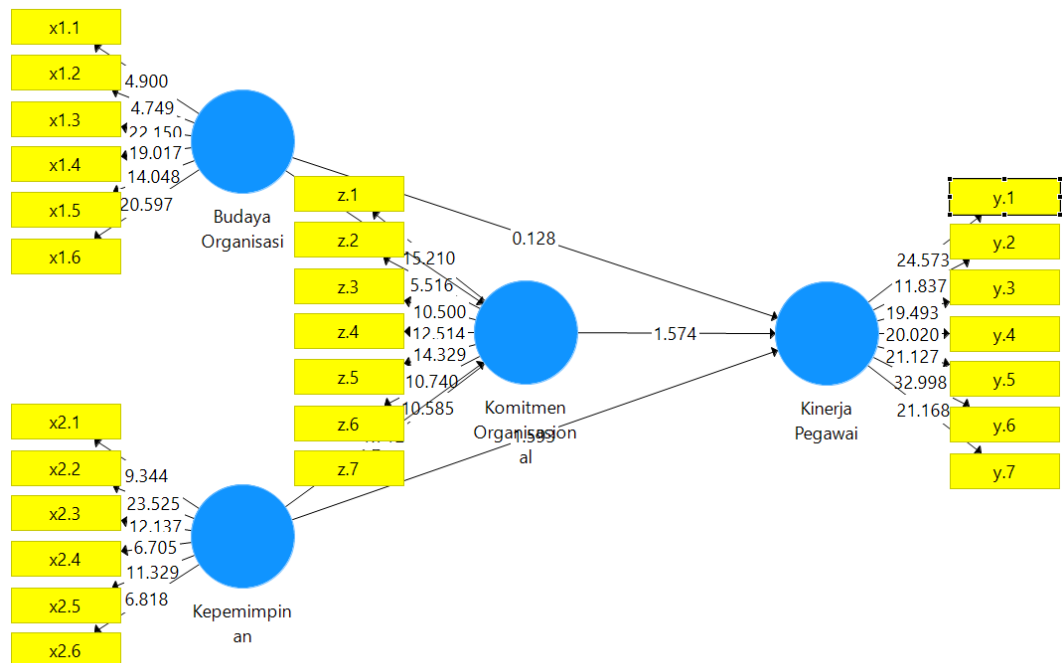 x1.1
x1.2
x1.3
x1.4
x1.5
x1.6
4.900
4.749
22.150
19.017
14.048
20.597
Budaya
Organisasi
z.1
z.2
z.3
z.4
z.5
z.6
z.7
15.210
5.516
10.500
12.514
14.329
10.740
10.585
0.128
1.574
Komitmen
Organisasion
al
Kinerja
Pegawai
y.1
y.2
y.3
y.4
y.5
y.6
y.7
24.573
11.837
19.493
20.020
21.127
32.998
21.168
x2.1
x2.2
x2.3
x2.4
x2.5
x2.6
9.344
23.525
12.137
6.705
11.329
6.818
Kepemimpin
an